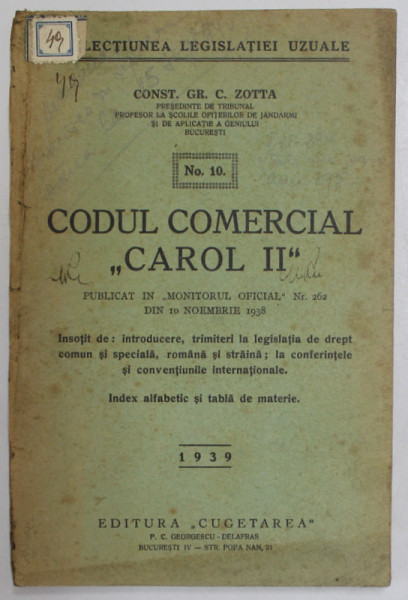 49
LECȚIUNEA LEGISLAȚIEI UZUALE
49
CONST. GR. C. ZOTTA
PREȘEDINTE DE TRIBUNAL
PROFESOR LA ȘCOLILE OFIȚERILOR DE JANDARMI
ȘI DE APLICAȚIE A GENIULUI
BUCUREȘTI
No. 10.
CODUL COMERCIAL
„CAROL II“
PUBLICAT IN „MONITORUL OFICIAL“ Nr. 262
DIN 10 NOEMBRIE 1938
Insoțit de: introducere, trimiteri la legislația de drept
comun și specială, română și străină; la conferințele
și convențiunile internaționale.
Index alfabetic și tablă de materie.
1939
EDITURA „CUGETAREA“
P. C. GEORGESCU - DELAFRAS
BUCUREȘTI IV — STR. POPA NAN, 21